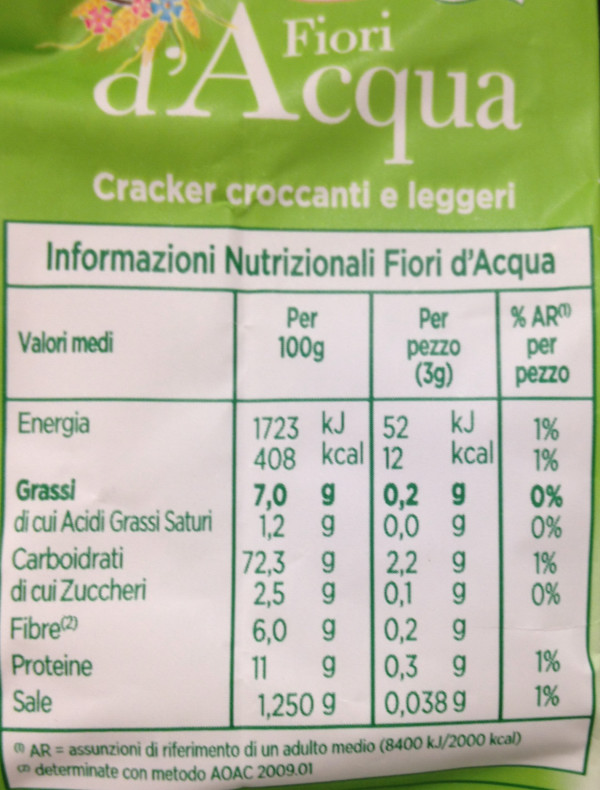 Fiori
d'Acqua
Cracker croccanti e leggeri
Informazioni Nutrizionali Fiori d'Acqua
Valori medi Per 100g Per pezzo (3g) % AR(1) per pezzo
Energia 1723 kJ 52 kJ 1%
408 kcal 12 kcal 1%
Grassi 7,0 g 0,2 g 0%
di cui Acidi Grassi Saturi 1,2 g 0,0 g 0%
Carboidrati 72,3 g 2,2 g 1%
di cui Zuccheri 2,5 g 0,1 g 0%
Fibre(2) 6,0 g 0,2 g
Proteine 11 g 0,3 g 1%
Sale 1,250 g 0,038 g 1%
(1) AR = assunzioni di riferimento di un adulto medio (8400 kJ/2000 kcal)
(2) determinate con metodo AOAC 2009.01